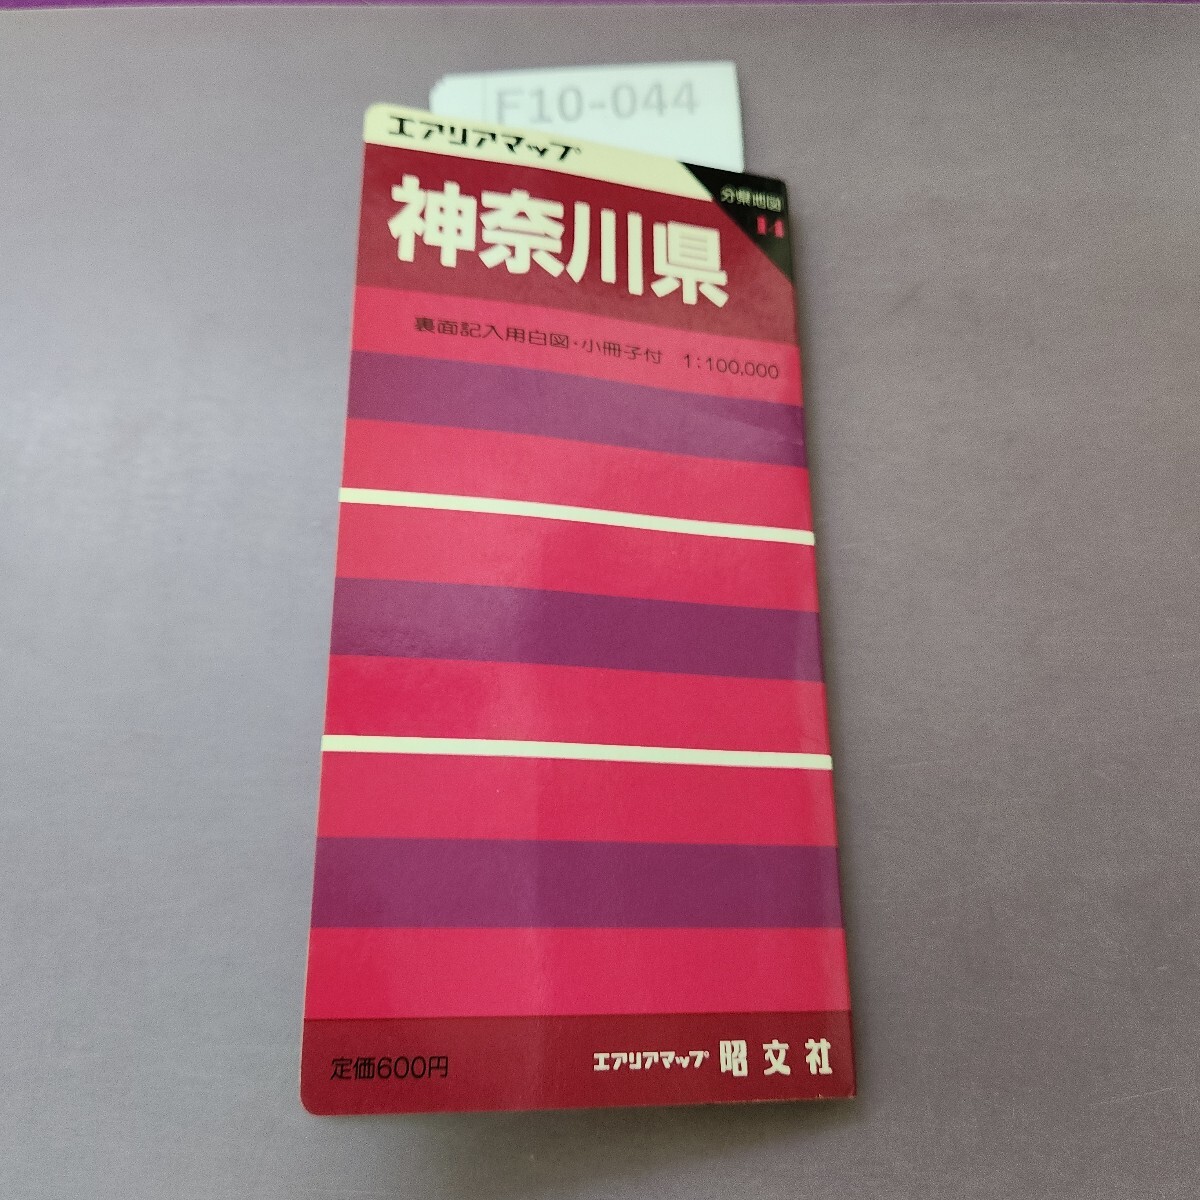 F10-044
エアリアマップ
分県地図
14
神奈川県
裏面記入用白図・小冊子付 1:100,000
定価600円
エアリアマップ 昭文社